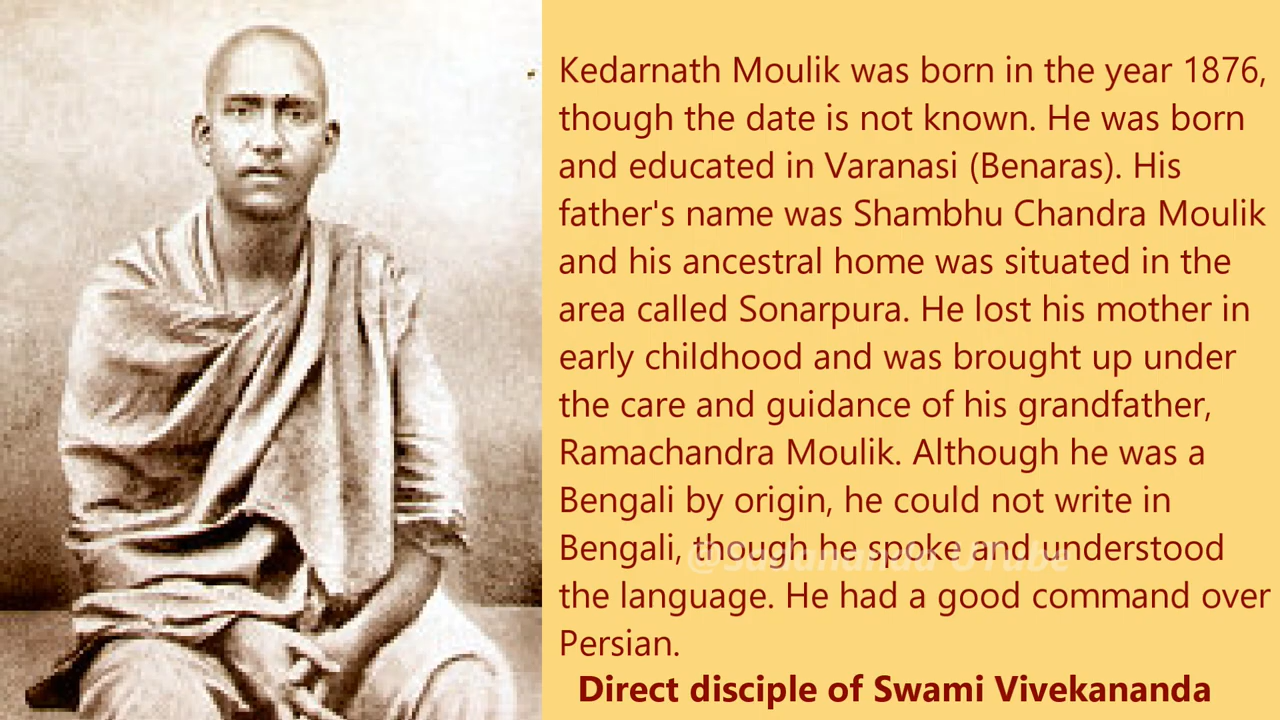 Kedarnath Moulik was born in the year 1876,
though the date is not known. He was born
and educated in Varanasi (Benaras). His
father's name was Shambhu Chandra Moulik
and his ancestral home was situated in the
area called Sonarpura. He lost his mother in
early childhood and was brought up under
the care and guidance of his grandfather,
Ramachandra Moulik. Although he was a
Bengali by origin, he could not write in
Bengali, though he spoke and understood
@Sadananda UTube
the language. He had a good command over
Persian.
Direct disciple of Swami Vivekananda